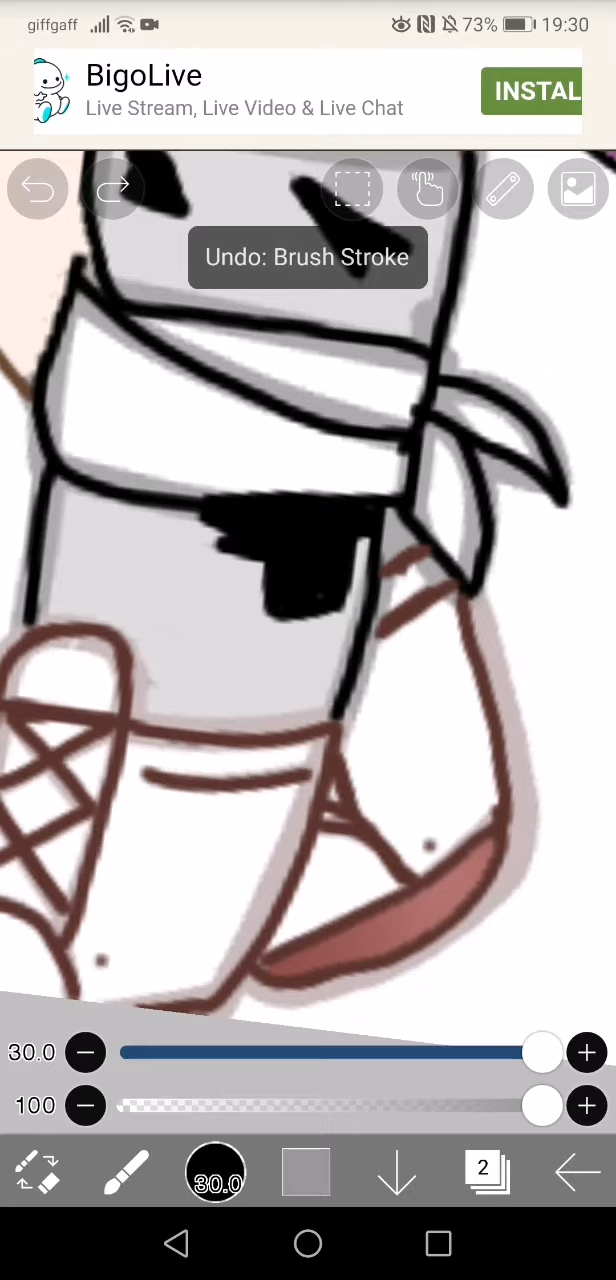 giffgaff 73% 19:30
BigoLive
Live Stream, Live Video & Live Chat
INSTAL
Undo: Brush Stroke
30.0
100
30.0 2